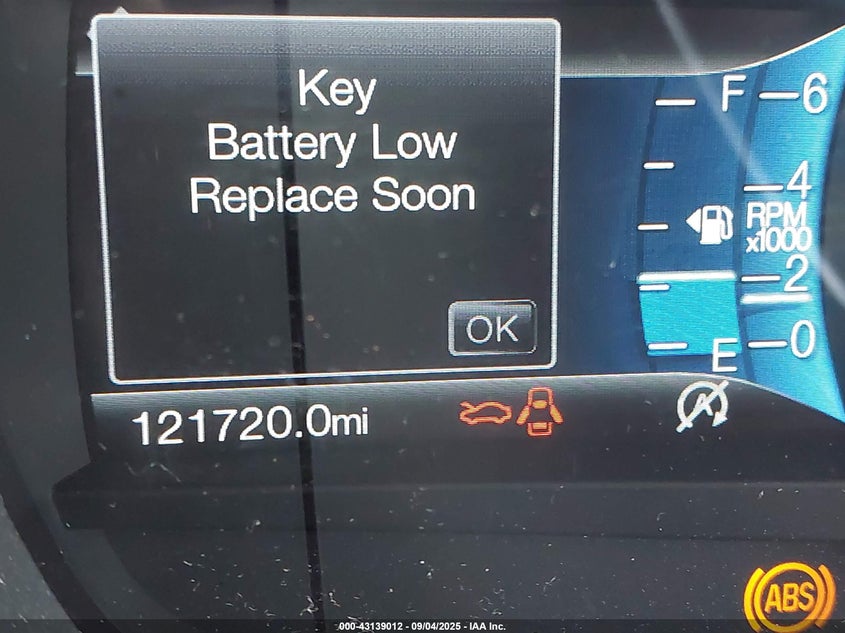 Key
Battery Low
Replace Soon
OK
F
6
4
RPM
x1000
2
0
E
121720.0mi
A
ABS
000-43139012 - 09/04/2025 - IAA Inc.